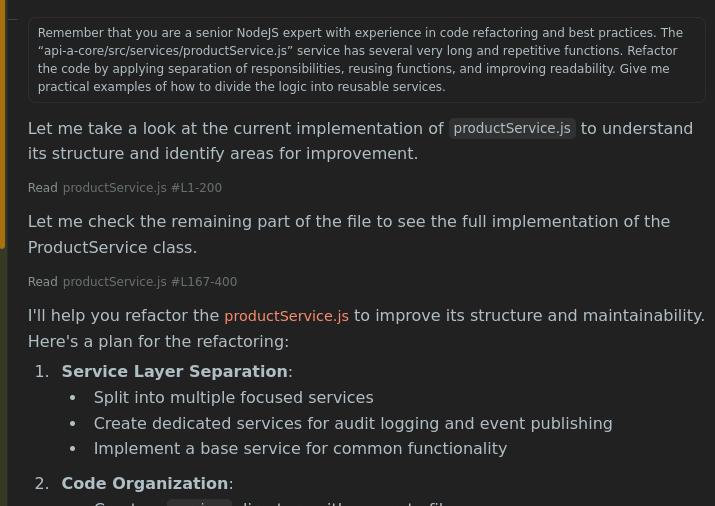 Remember that you are a senior NodeJS expert with experience in code refactoring and best practices. The
“api-a-core/src/services/productService.js” service has several very long and repetitive functions. Refactor
the code by applying separation of responsibilities, reusing functions, and improving readability. Give me
practical examples of how to divide the logic into reusable services.
Let me take a look at the current implementation of productService.js to understand
its structure and identify areas for improvement.
Read productService.js #L1-200
Let me check the remaining part of the file to see the full implementation of the
ProductService class.
Read productService.js #L167-400
I'll help you refactor the productService.js to improve its structure and maintainability.
Here's a plan for the refactoring:
1. Service Layer Separation:
• Split into multiple focused services
• Create dedicated services for audit logging and event publishing
• Implement a base service for common functionality
2. Code Organization: